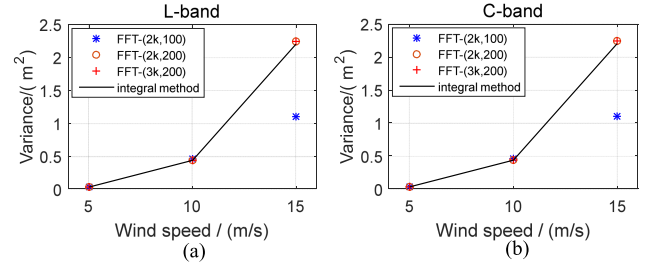 L-band
Variance/( m²)
2.5
2
1.5
1
0.5
0
FFT-(2k,100)
FFT-(2k,200)
FFT-(3k,200)
integral method
5 10 15
Wind speed / (m/s)
(a)
C-band
Variance/( m²)
2.5
2
1.5
1
0.5
0
FFT-(2k,100)
FFT-(2k,200)
FFT-(3k,200)
integral method
5 10 15
Wind speed / (m/s)
(b)